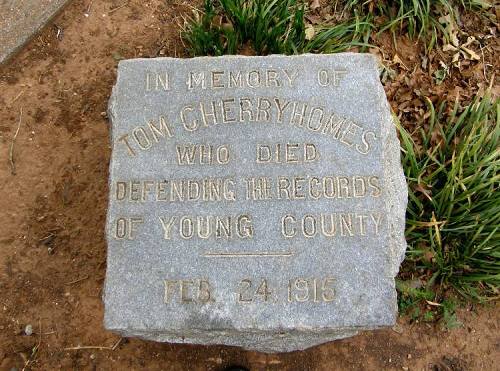 IN MEMORY OF
TOM CHERRYHOMES
WHO DIED
DEFENDING THE RECORDS
OF YOUNG COUNTY
FEB. 24, 1915